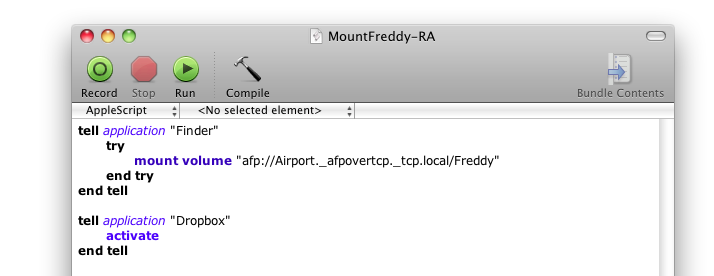 MountFreddy-RA
Record Stop Run Compile Bundle Contents
AppleScript <No selected element>
tell application "Finder"
try
mount volume "afp://Airport._afpovertcp._tcp.local/Freddy"
end try
end tell
tell application "Dropbox"
activate
end tell